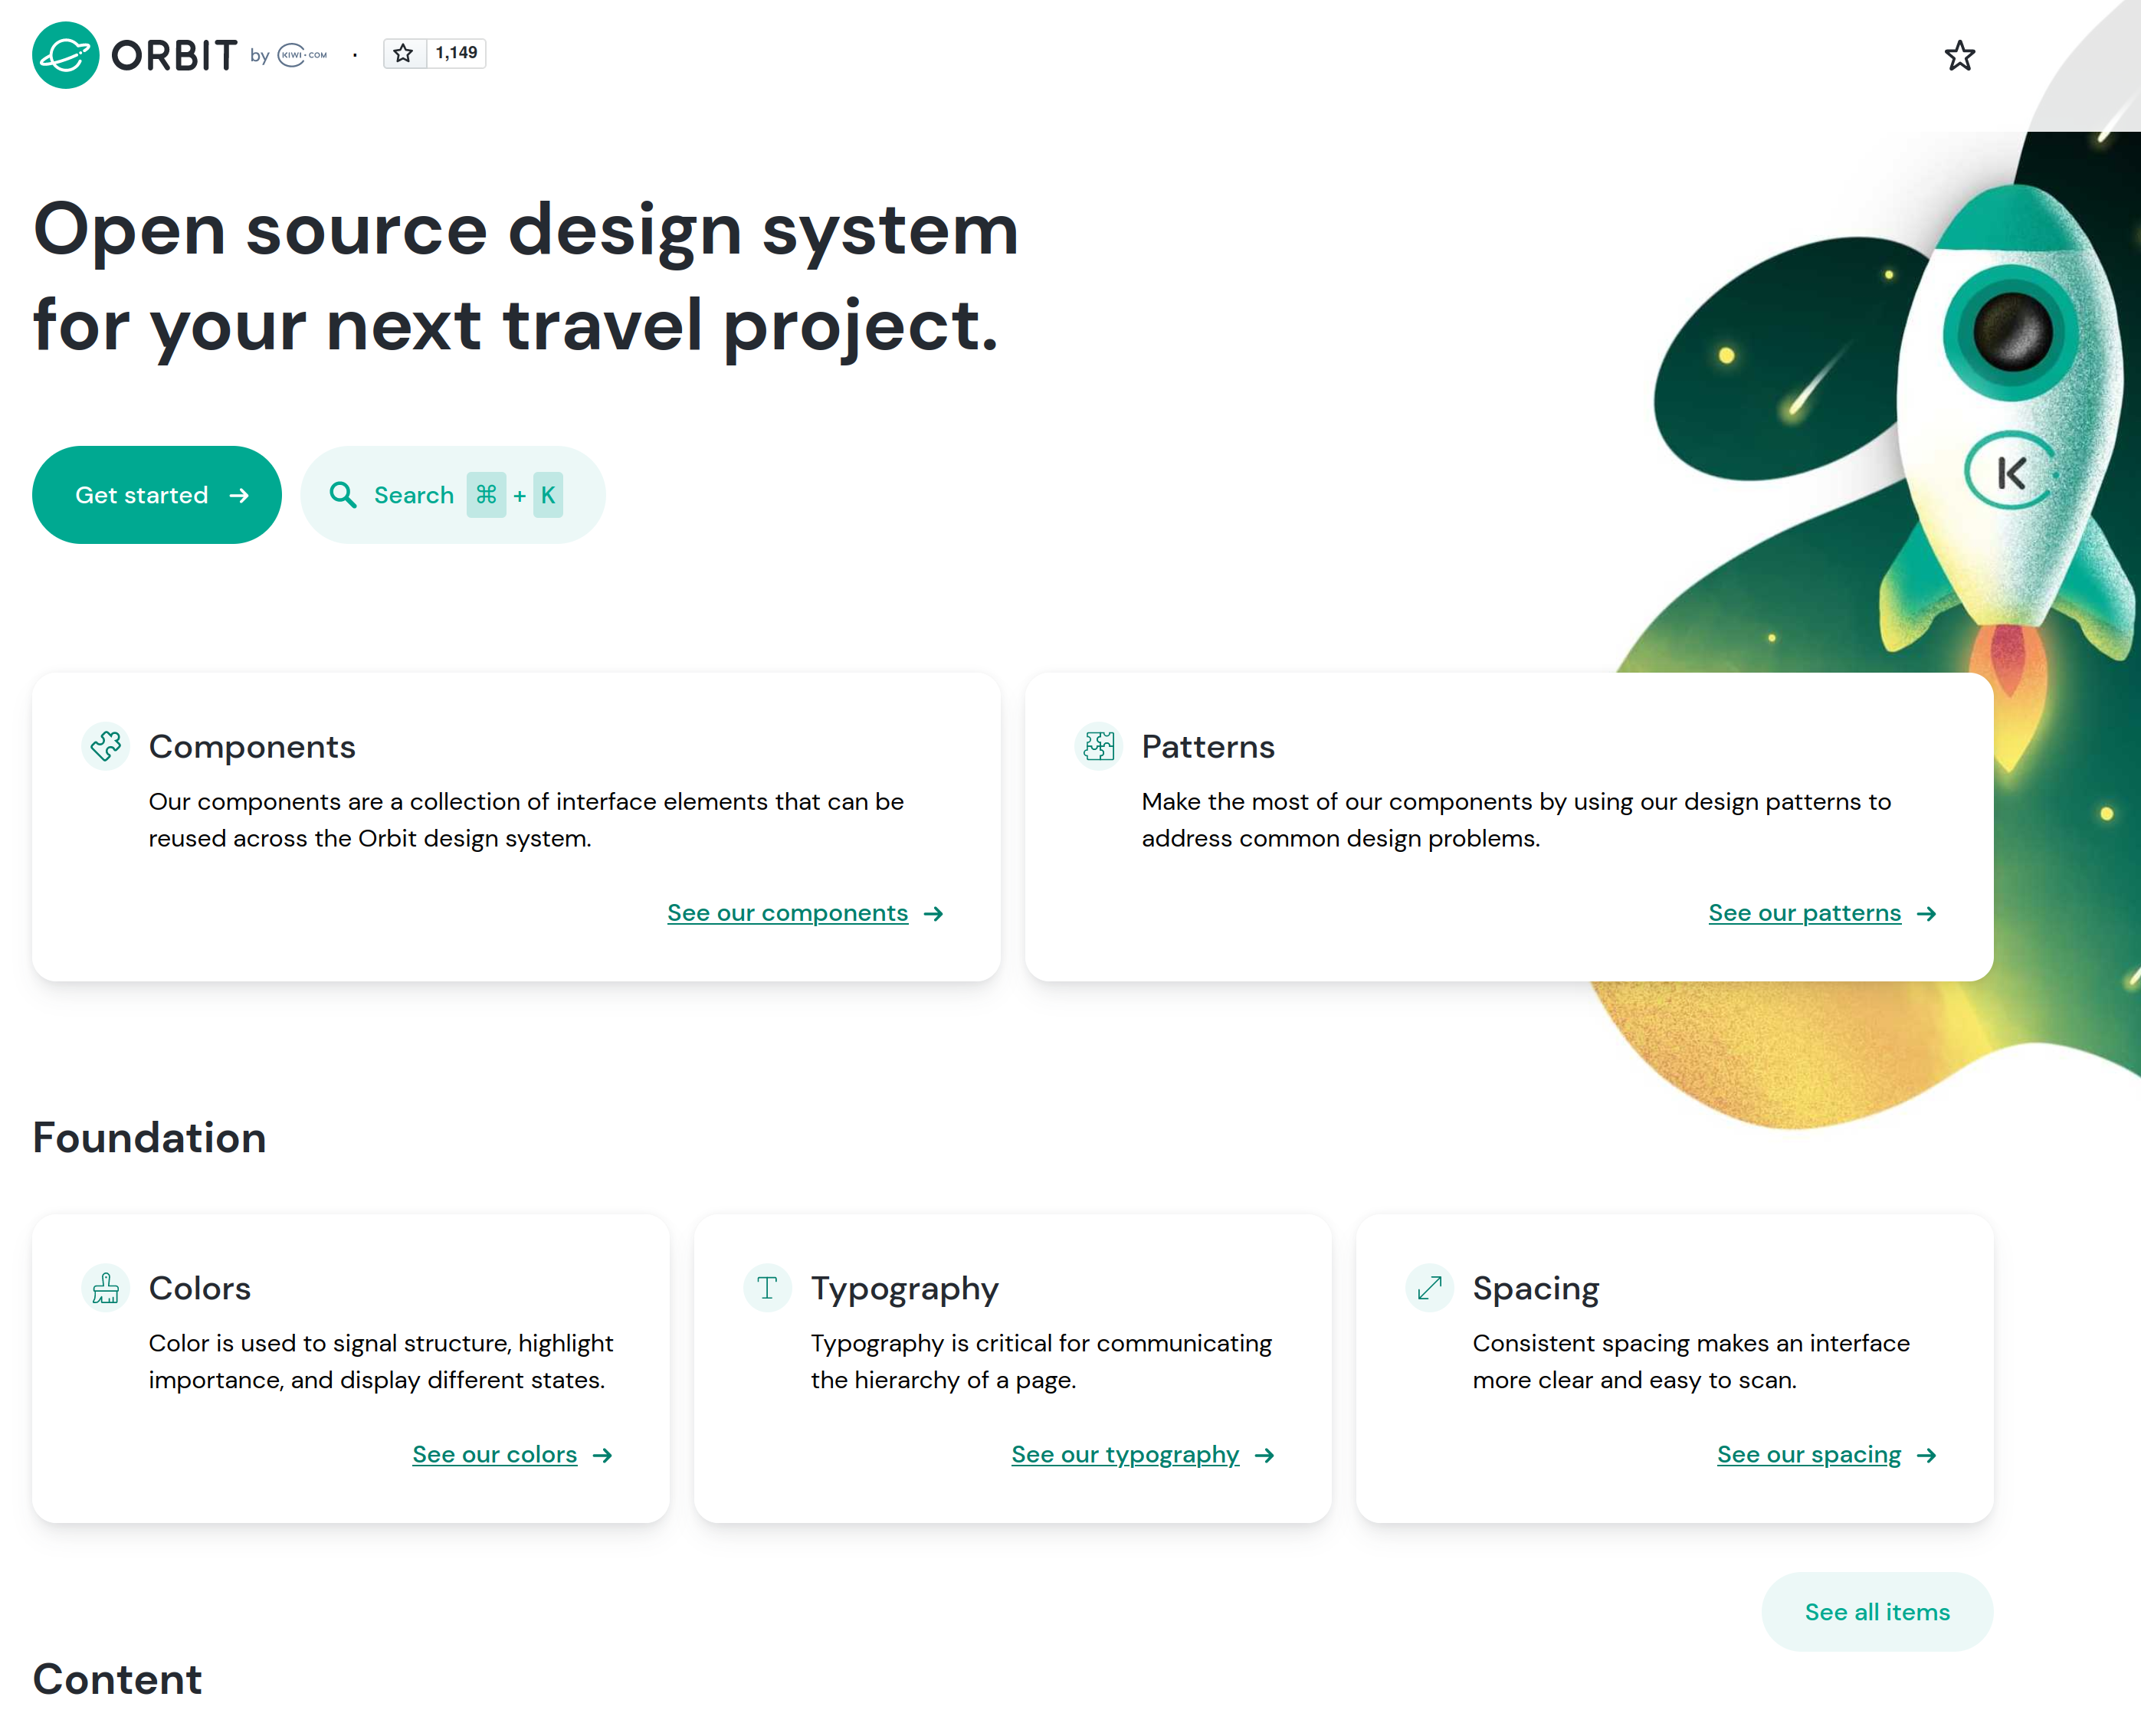 ORBIT by KIWI.COM · 1,149
Open source design system
for your next travel project.
Get started → Search ⌘ + K
K
Components
Our components are a collection of interface elements that can be
reused across the Orbit design system.
See our components →
Patterns
Make the most of our components by using our design patterns to
address common design problems.
See our patterns →
Foundation
Colors
Color is used to signal structure, highlight
importance, and display different states.
See our colors →
Typography
Typography is critical for communicating
the hierarchy of a page.
See our typography →
Spacing
Consistent spacing makes an interface
more clear and easy to scan.
See our spacing →
See all items
Content